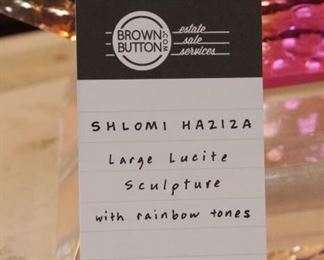 BROWN
BUTTON
.COM
estate
sale
services
SHLOMI HAZIZA
Large Lucite
Sculpture
with rainbow tones